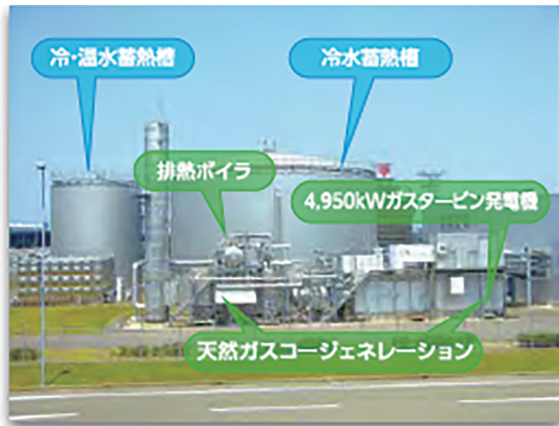 冷・温水蓄熱槽
冷水蓄熱槽
排熱ボイラ
4,950kWガスタービン発電機
天然ガスコージェネレーション